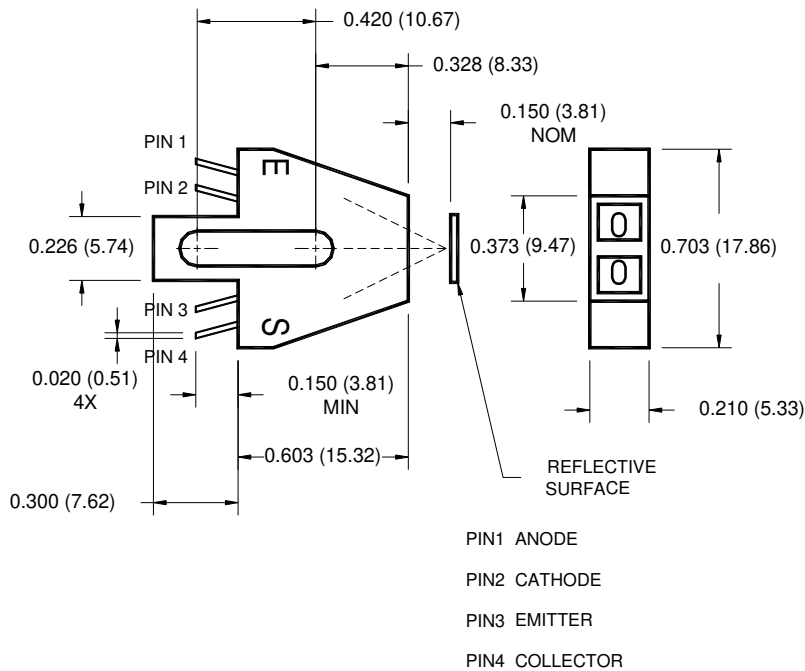 0.420 (10.67)
0.328 (8.33)
0.150 (3.81)
NOM
PIN 1
E
PIN 2
0.226 (5.74)
0.373 (9.47)
0.703 (17.86)
0
0
PIN 3
S
PIN 4
0.020 (0.51)
4X
0.150 (3.81)
MIN
0.210 (5.33)
0.603 (15.32)
REFLECTIVE
SURFACE
0.300 (7.62)
PIN1 ANODE
PIN2 CATHODE
PIN3 EMITTER
PIN4 COLLECTOR